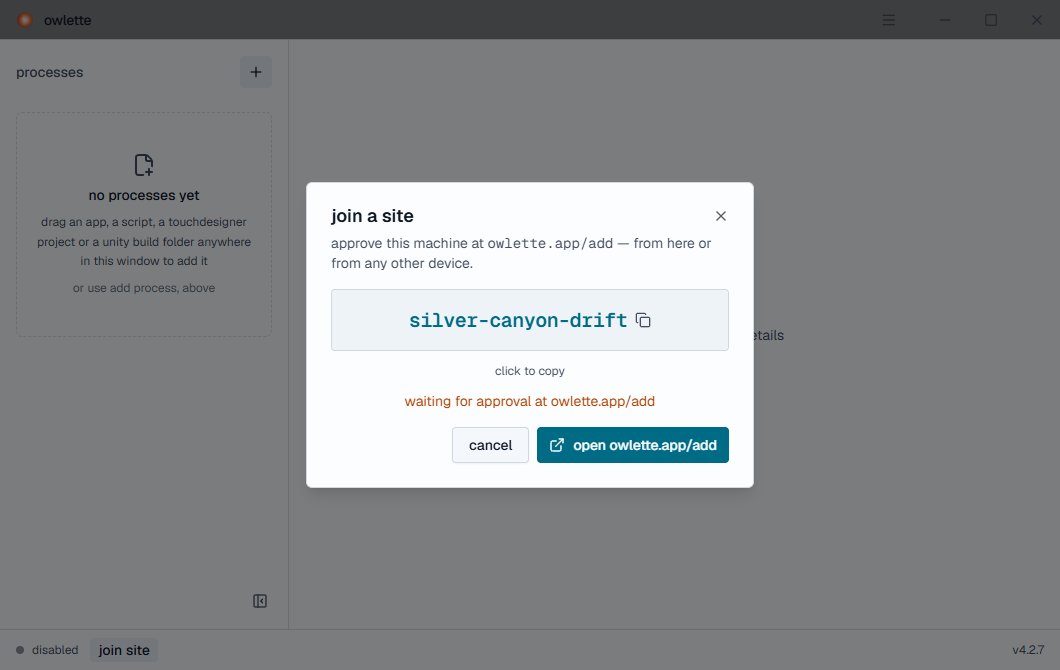 owlette
processes
no processes yet
drag an app, a script, a touchdesigner
project or a unity build folder anywhere
in this window to add it
or use add process, above
join a site
approve this machine at owlette.app/add — from here or
from any other device.
silver-canyon-drift
click to copy
waiting for approval at owlette.app/add
cancel
open owlette.app/add
disabled
join site
v4.2.7